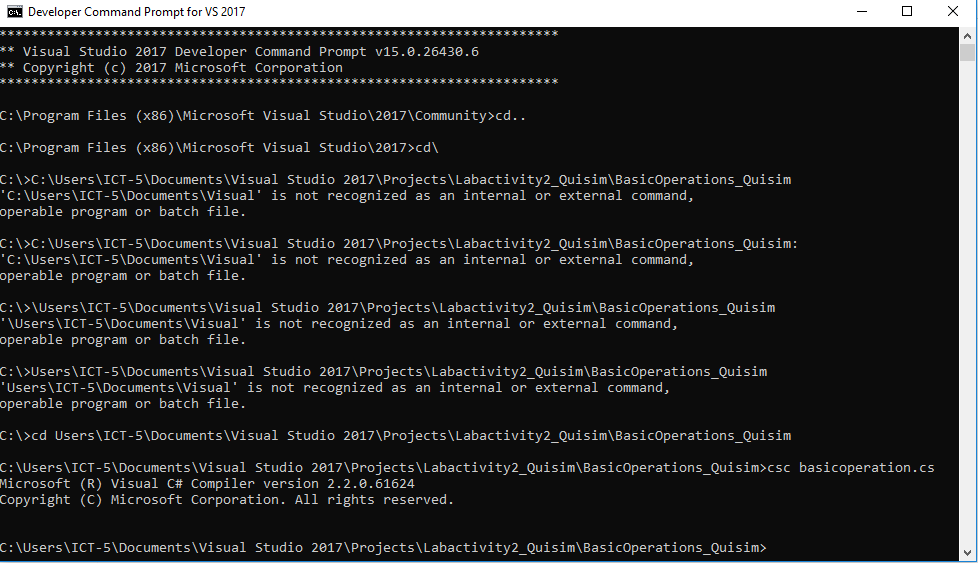 Developer Command Prompt for VS 2017
**********************************************************************
** Visual Studio 2017 Developer Command Prompt v15.0.26430.6
** Copyright (c) 2017 Microsoft Corporation
**********************************************************************
C:\Program Files (x86)\Microsoft Visual Studio\2017\Community>cd..
C:\Program Files (x86)\Microsoft Visual Studio\2017>cd\
C:\>C:\Users\ICT-5\Documents\Visual Studio 2017\Projects\Labactivity2_Quisim\BasicOperations_Quisim
'C:\Users\ICT-5\Documents\Visual' is not recognized as an internal or external command,
operable program or batch file.
C:\>C:\Users\ICT-5\Documents\Visual Studio 2017\Projects\Labactivity2_Quisim\BasicOperations_Quisim:
'C:\Users\ICT-5\Documents\Visual' is not recognized as an internal or external command,
operable program or batch file.
C:\>\Users\ICT-5\Documents\Visual Studio 2017\Projects\Labactivity2_Quisim\BasicOperations_Quisim
'\Users\ICT-5\Documents\Visual' is not recognized as an internal or external command,
operable program or batch file.
C:\>Users\ICT-5\Documents\Visual Studio 2017\Projects\Labactivity2_Quisim\BasicOperations_Quisim
'Users\ICT-5\Documents\Visual' is not recognized as an internal or external command,
operable program or batch file.
C:\>cd Users\ICT-5\Documents\Visual Studio 2017\Projects\Labactivity2_Quisim\BasicOperations_Quisim
C:\Users\ICT-5\Documents\Visual Studio 2017\Projects\Labactivity2_Quisim\BasicOperations_Quisim>csc basicoperation.cs
Microsoft (R) Visual C# Compiler version 2.2.0.61624
Copyright (C) Microsoft Corporation. All rights reserved.
C:\Users\ICT-5\Documents\Visual Studio 2017\Projects\Labactivity2_Quisim\BasicOperations_Quisim>